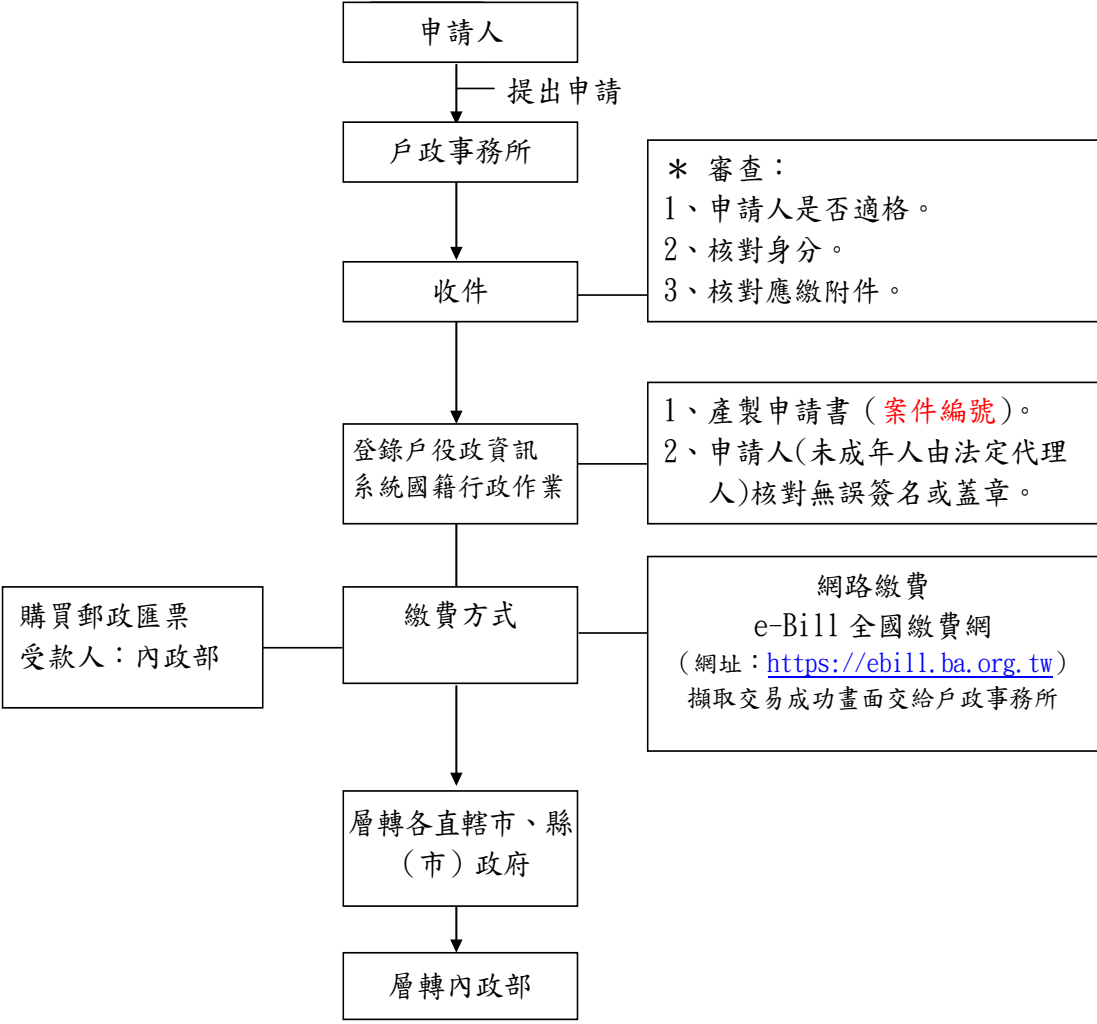 申請人
提出申請
戶政事務所
＊ 審查：
1、申請人是否適格。
2、核對身分。
3、核對應繳附件。
收件
1、產製申請書（案件編號）。
2、申請人(未成年人由法定代理
人)核對無誤簽名或蓋章。
登錄戶役政資訊
系統國籍行政作業
購買郵政匯票
受款人：內政部
繳費方式
網路繳費
e-Bill 全國繳費網
（網址：https://ebill.ba.org.tw）
擷取交易成功畫面交給戶政事務所
層轉各直轄市、縣
（市）政府
層轉內政部